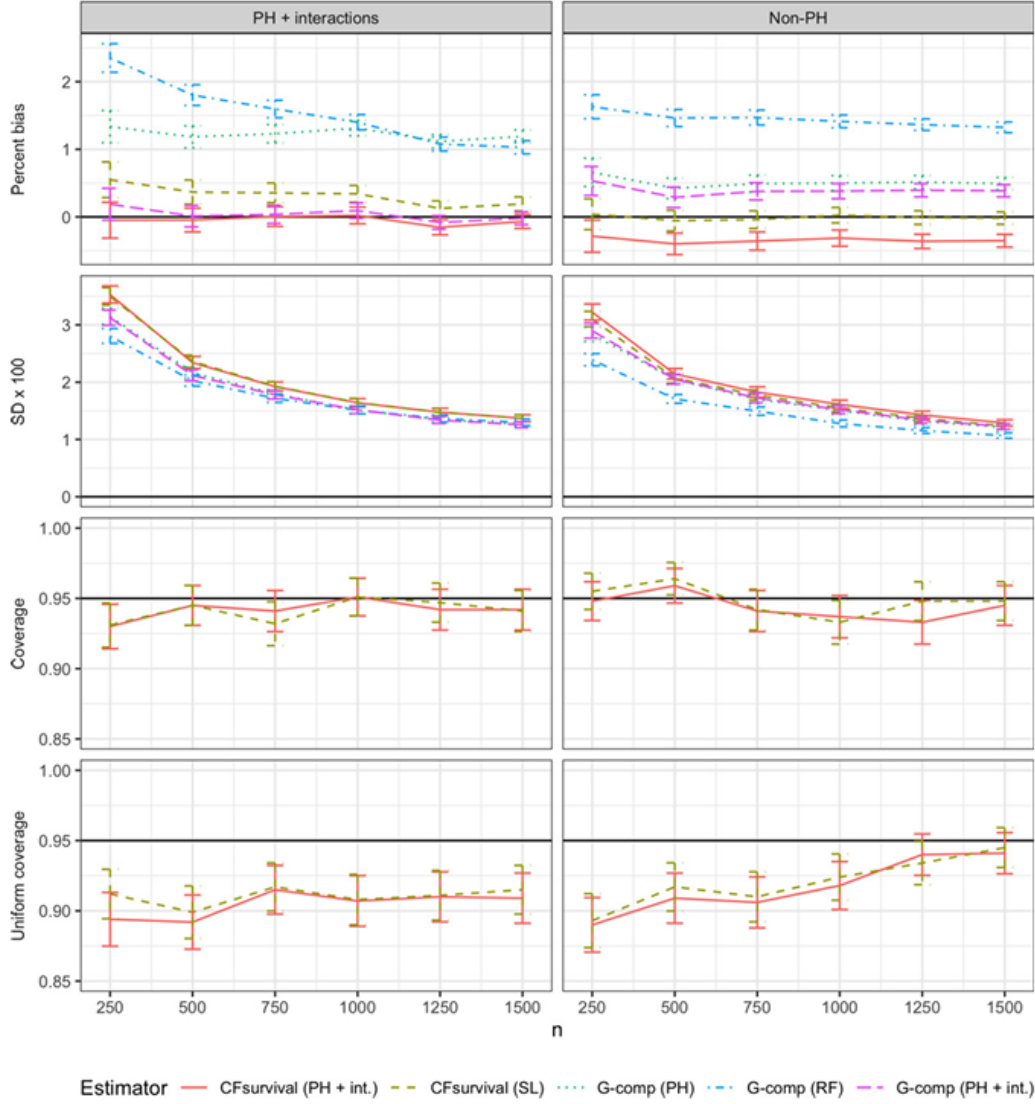 PH + interactions
Non-PH
Percent bias
2
1
0
SD x 100
3
2
1
0
Coverage
1.00
0.95
0.90
0.85
Uniform coverage
1.00
0.95
0.90
0.85
250 500 750 1000 1250 1500 250 500 750 1000 1250 1500
n
Estimator CFsurvival (PH + int.) CFsurvival (SL) G-comp (PH) G-comp (RF) G-comp (PH + int.)